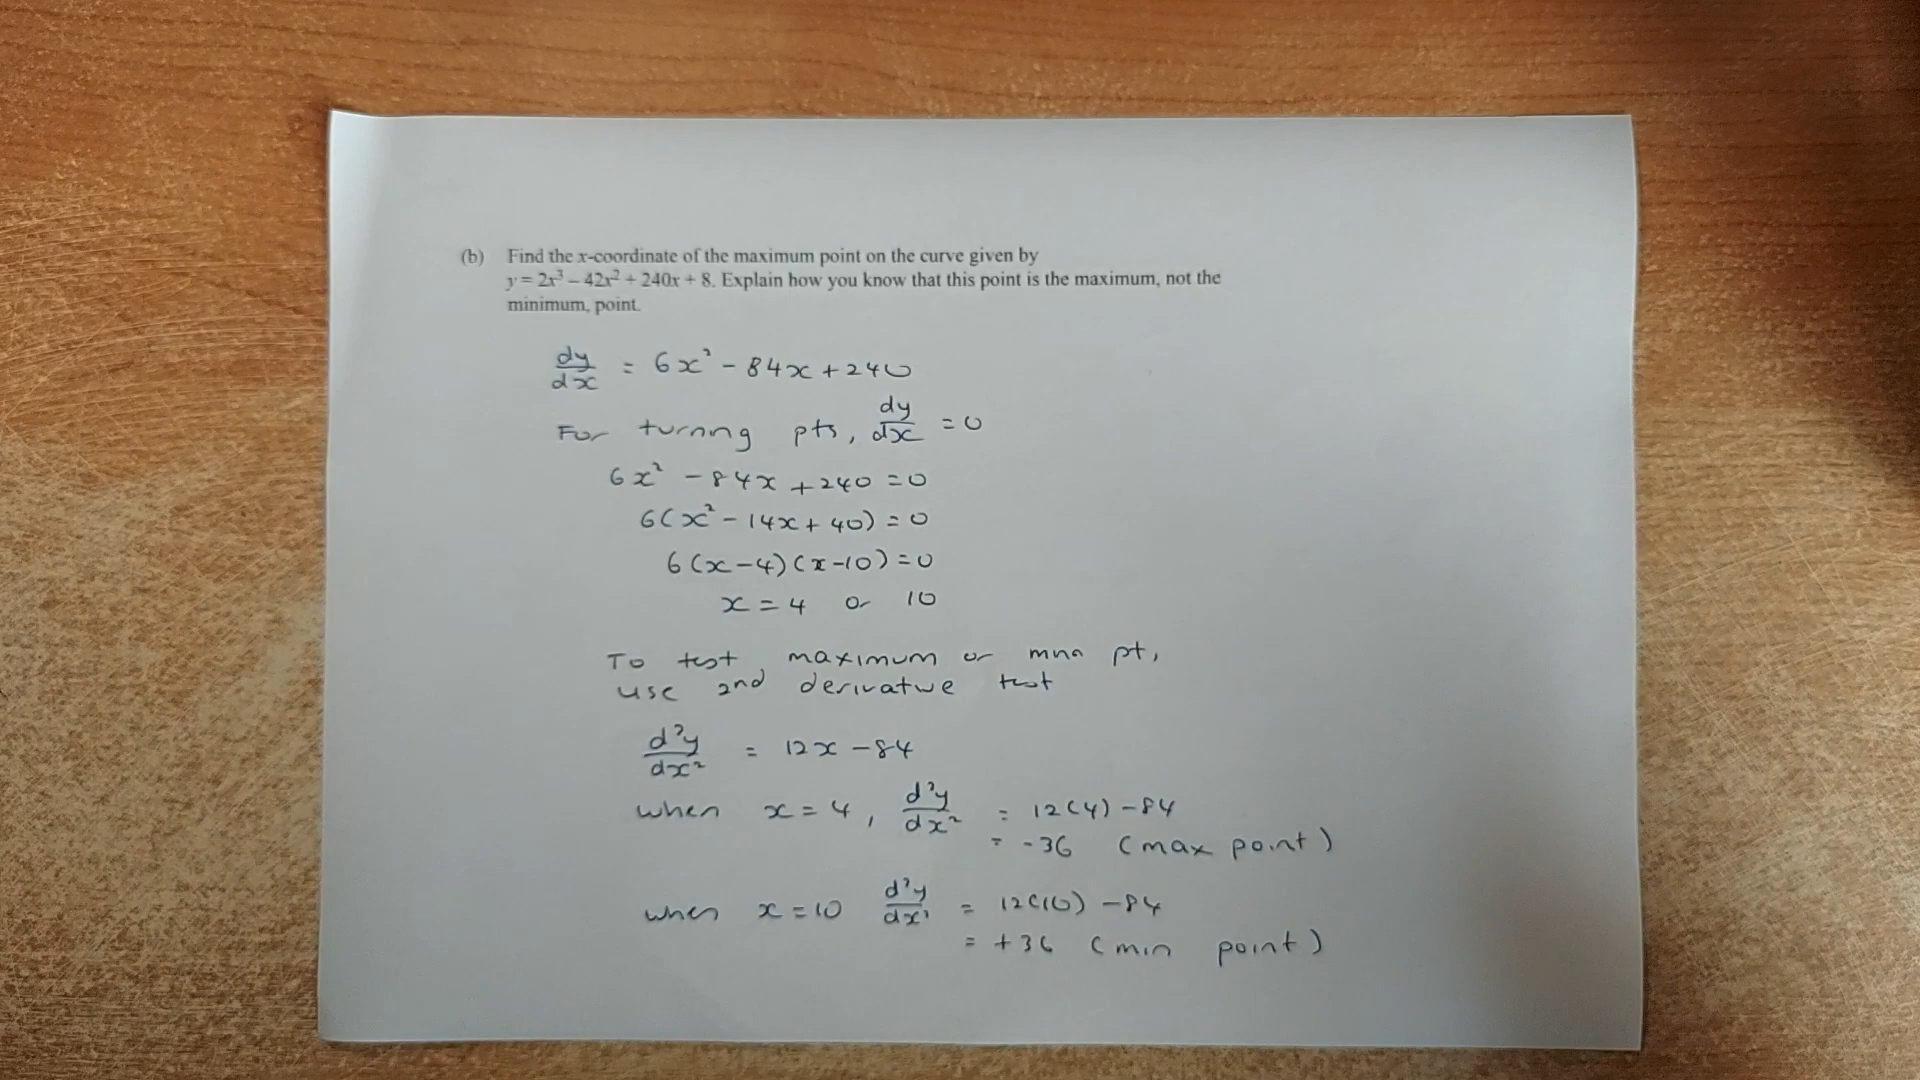 (b) Find the x-coordinate of the maximum point on the curve given by
y = 2x³ – 42x² + 240x + 8. Explain how you know that this point is the maximum, not the
minimum, point.
dy/dx = 6x² - 84x + 240
For turning pts, dy/dx = 0
6x² - 84x + 240 = 0
6(x² - 14x + 40) = 0
6(x-4)(x-10) = 0
x = 4 or 10
To test maximum or min pt,
use 2nd derivative test
d²y/dx² = 12x - 84
when x = 4, d²y/dx² = 12(4) - 84
= -36 (max point)
when x = 10 d²y/dx² = 12(10) - 84
= +36 (min point)